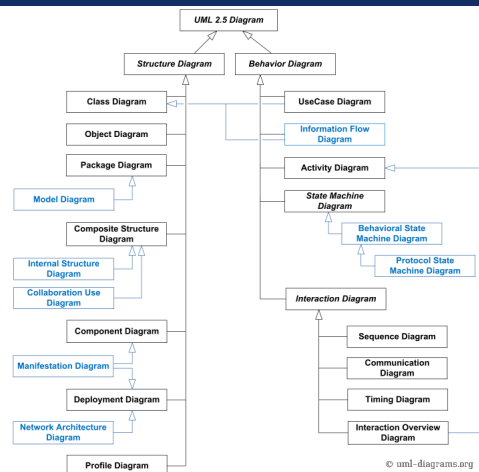 UML 2.5 Diagram
Structure Diagram
Behavior Diagram
Class Diagram
UseCase Diagram
Information Flow
Diagram
Object Diagram
Package Diagram
Activity Diagram
Model Diagram
State Machine
Diagram
Composite Structure
Diagram
Behavioral State
Machine Diagram
Internal Structure
Diagram
Protocol State
Machine Diagram
Collaboration Use
Diagram
Interaction Diagram
Component Diagram
Sequence Diagram
Manifestation Diagram
Communication
Diagram
Deployment Diagram
Timing Diagram
Network Architecture
Diagram
Interaction Overview
Diagram
Profile Diagram
© uml-diagrams.org